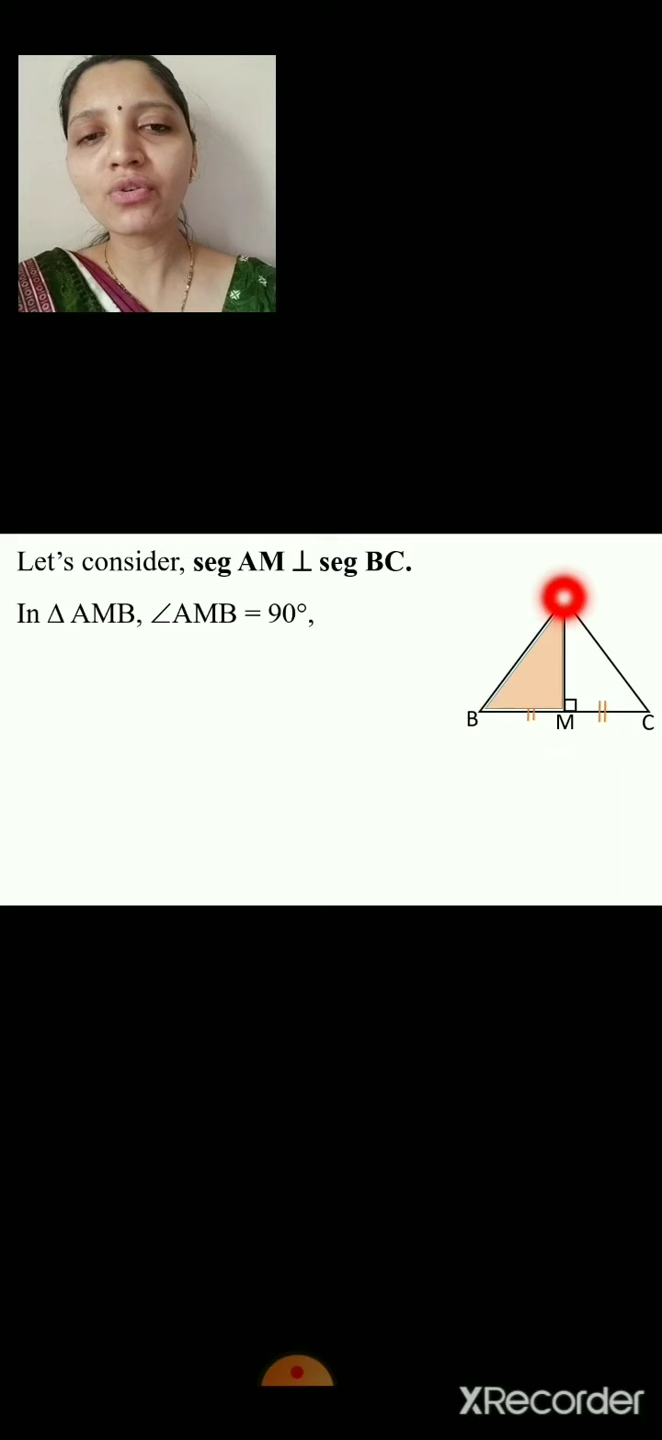 Let’s consider, seg AM ⊥ seg BC.
In Δ AMB, ∠AMB = 90°,
B M C
XRecorder